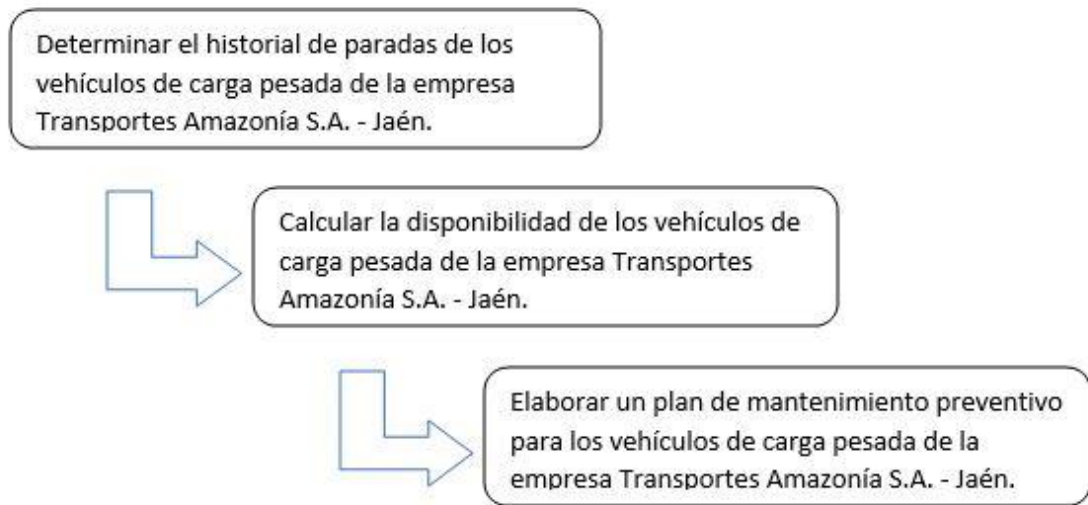 Determinar el historial de paradas de los
vehículos de carga pesada de la empresa
Transportes Amazonía S.A. - Jaén.
Calcular la disponibilidad de los vehículos de
carga pesada de la empresa Transportes
Amazonía S.A. - Jaén.
Elaborar un plan de mantenimiento preventivo
para los vehículos de carga pesada de la
empresa Transportes Amazonía S.A. - Jaén.